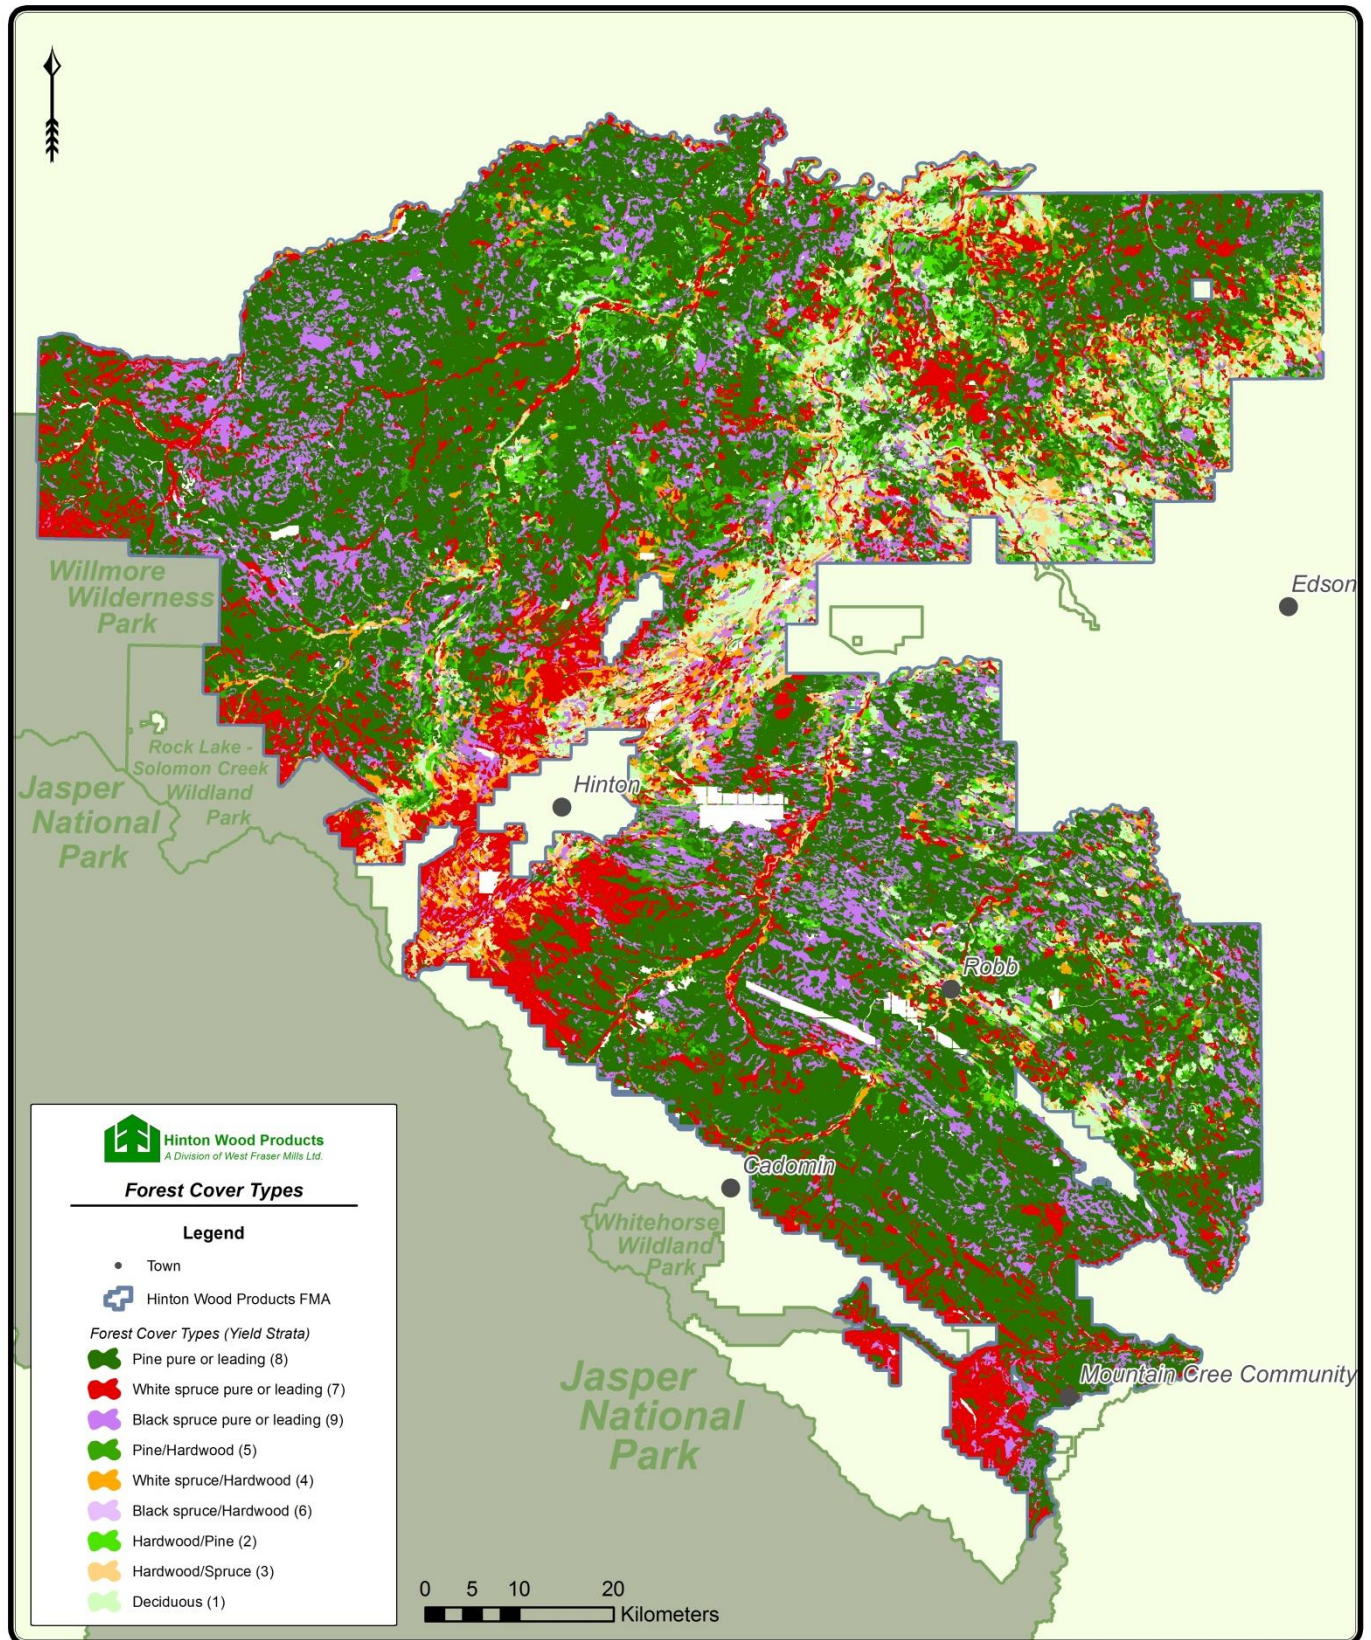 Edson
Willmore
Wilderness
Park
Rock Lake -
Solomon Creek
Wildland
Park
Jasper
National
Park
Hinton
Robb
Cadomin
Whitehorse
Wildland
Park
Jasper
National
Park
Mountain Cree Community
Hinton Wood Products
A Division of West Fraser Mills Ltd.
Forest Cover Types
Legend
Town
Hinton Wood Products FMA
Forest Cover Types (Yield Strata)
Pine pure or leading (8)
White spruce pure or leading (7)
Black spruce pure or leading (9)
Pine/Hardwood (5)
White spruce/Hardwood (4)
Black spruce/Hardwood (6)
Hardwood/Pine (2)
Hardwood/Spruce (3)
Deciduous (1)
0 5 10 20
Kilometers